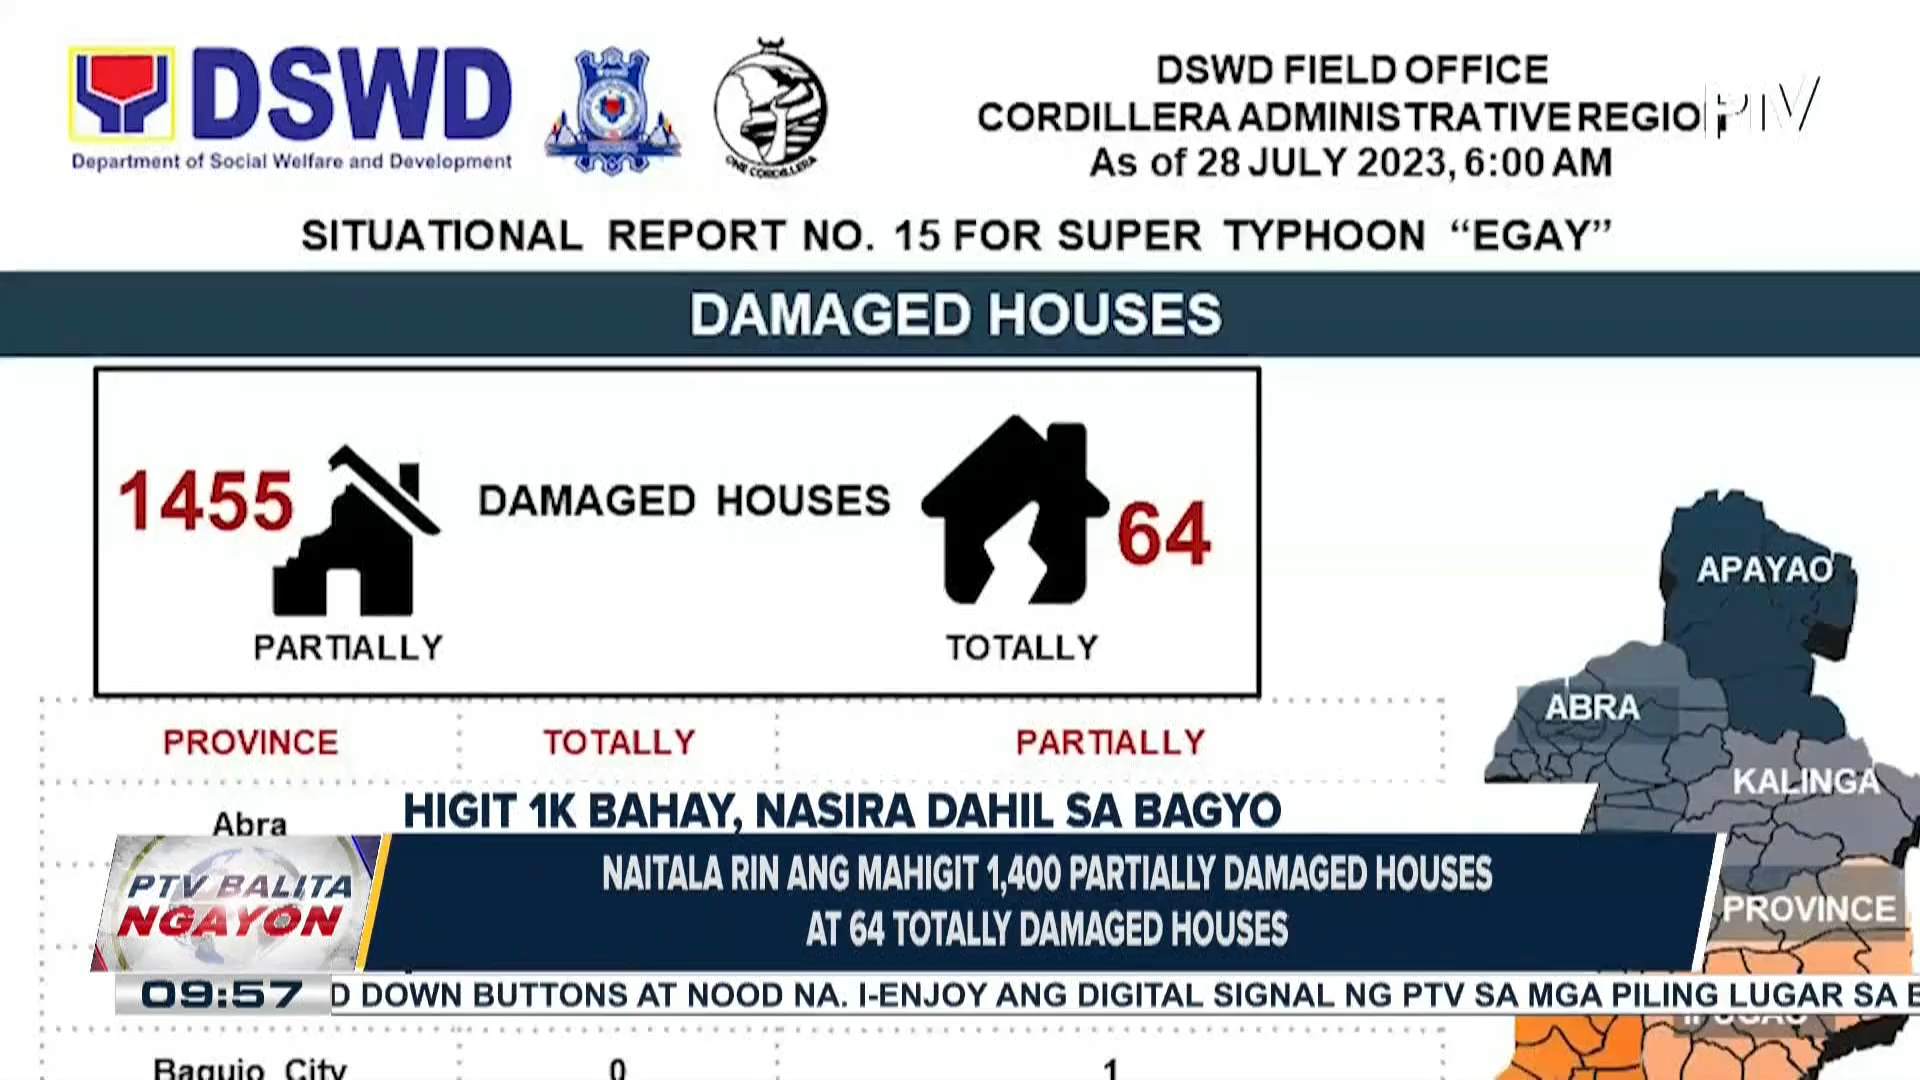 DSWD
Department of Social Welfare and Development
ONE CORDILLERA
DSWD FIELD OFFICE
CORDILLERA ADMINISTRATIVE REGIO
PTV
As of 28 JULY 2023, 6:00 AM
SITUATIONAL REPORT NO. 15 FOR SUPER TYPHOON “EGAY”
DAMAGED HOUSES
1455
DAMAGED HOUSES
64
PARTIALLY
TOTALLY
APAYAO
ABRA
KALINGA
PROVINCE
IFUGAO
PROVINCE TOTALLY PARTIALLY
Abra
Baguio City 0 1
HIGIT 1K BAHAY, NASIRA DAHIL SA BAGYO
NAITALA RIN ANG MAHIGIT 1,400 PARTIALLY DAMAGED HOUSES
AT 64 TOTALLY DAMAGED HOUSES
PTV BALITA
NGAYON
09:57
D DOWN BUTTONS AT NOOD NA. I-ENJOY ANG DIGITAL SIGNAL NG PTV SA MGA PILING LUGAR SA